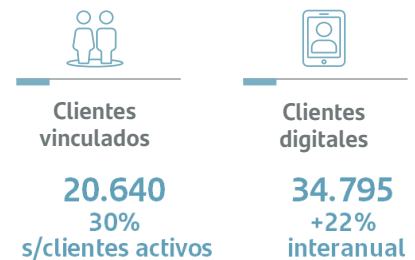 Clientes
vinculados
20.640
30%
s/clientes activos
Clientes
digitales
34.795
+22%
interanual